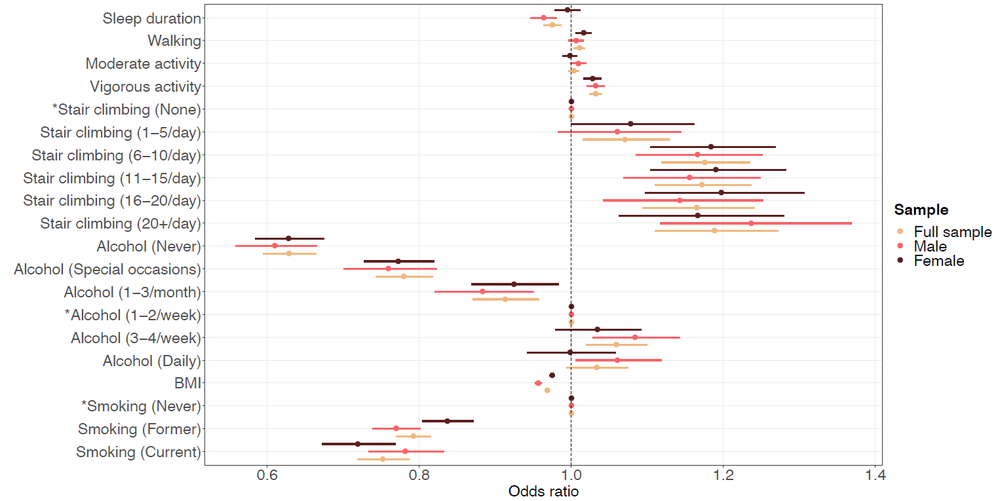 Sleep duration
Walking
Moderate activity
Vigorous activity
*Stair climbing (None)
Stair climbing (1−5/day)
Stair climbing (6−10/day)
Stair climbing (11−15/day)
Stair climbing (16−20/day)
Stair climbing (20+/day)
Alcohol (Never)
Alcohol (Special occasions)
Alcohol (1−3/month)
*Alcohol (1−2/week)
Alcohol (3−4/week)
Alcohol (Daily)
BMI
*Smoking (Never)
Smoking (Former)
Smoking (Current)
0.6 0.8 1.0 1.2 1.4
Odds ratio
Sample
Full sample
Male
Female